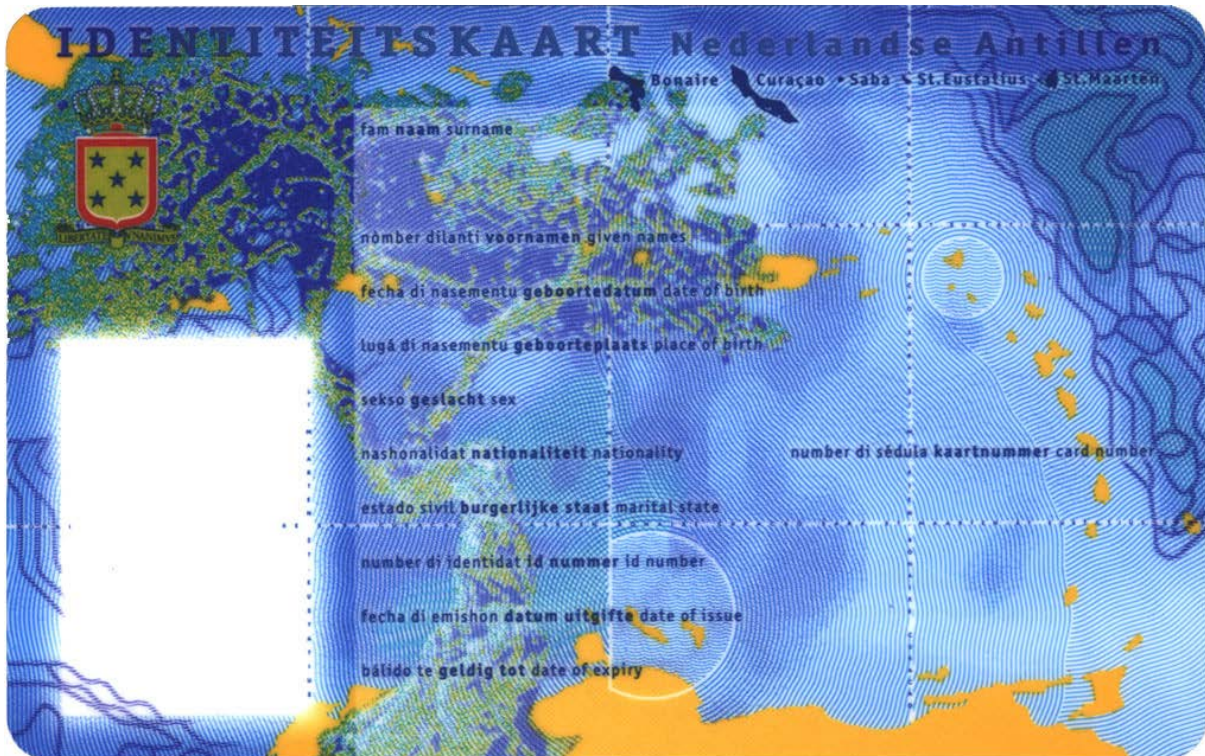 IDENTITEITSKAART Nederlandse Antillen
Bonaire Curaçao • Saba St.Eustatius St.Maarten
fam naam surname
LIBERTATE UNANIMUS
nòmber dilanti voornamen given names
fecha di nasementu geboortedatum date of birth
lugá di nasementu geboorteplaats place of birth
sekso geslacht sex
nashonalidat nationaliteit nationality
number di sédula kaartnummer card number
estado sivil burgerlijke staat marital state
number di identidat id nummer id number
fecha di emishon datum uitgifte date of issue
bálido te geldig tot date of expiry